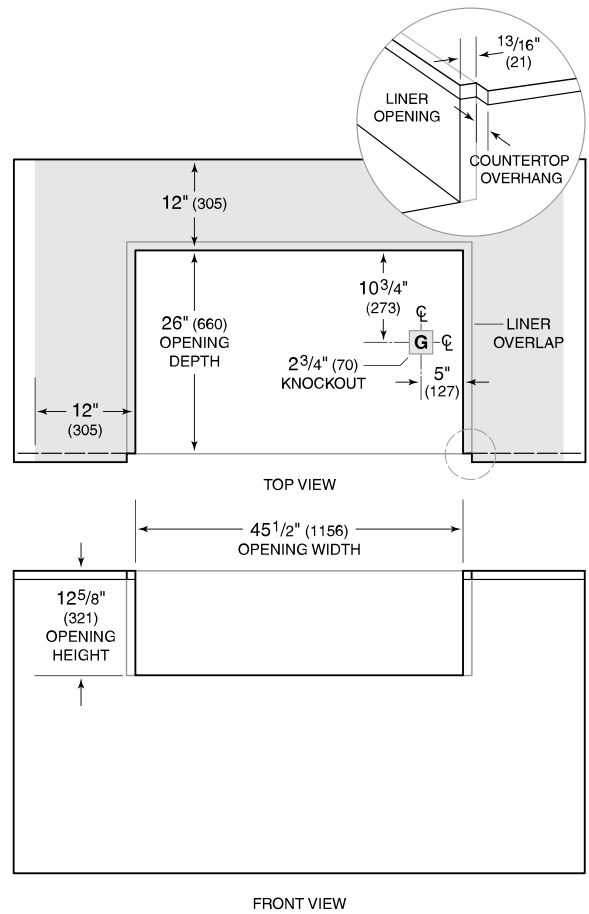 13/16"
(21)
LINER
OPENING
COUNTERTOP
OVERHANG
12" (305)
10 3/4"
(273)
26" (660)
OPENING
DEPTH
℄
G ℄
LINER
OVERLAP
2 3/4" (70)
KNOCKOUT
5"
(127)
12"
(305)
TOP VIEW
45 1/2" (1156)
OPENING WIDTH
12 5/8"
(321)
OPENING
HEIGHT
FRONT VIEW